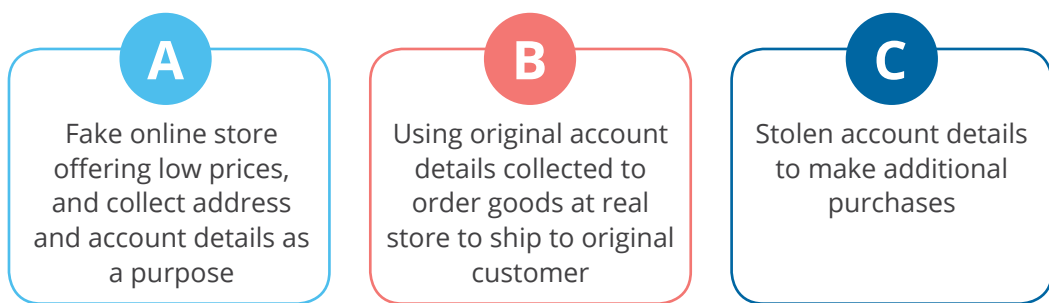 A
Fake online store
offering low prices,
and collect address
and account details as
a purpose
B
Using original account
details collected to
order goods at real
store to ship to original
customer
C
Stolen account details
to make additional
purchases